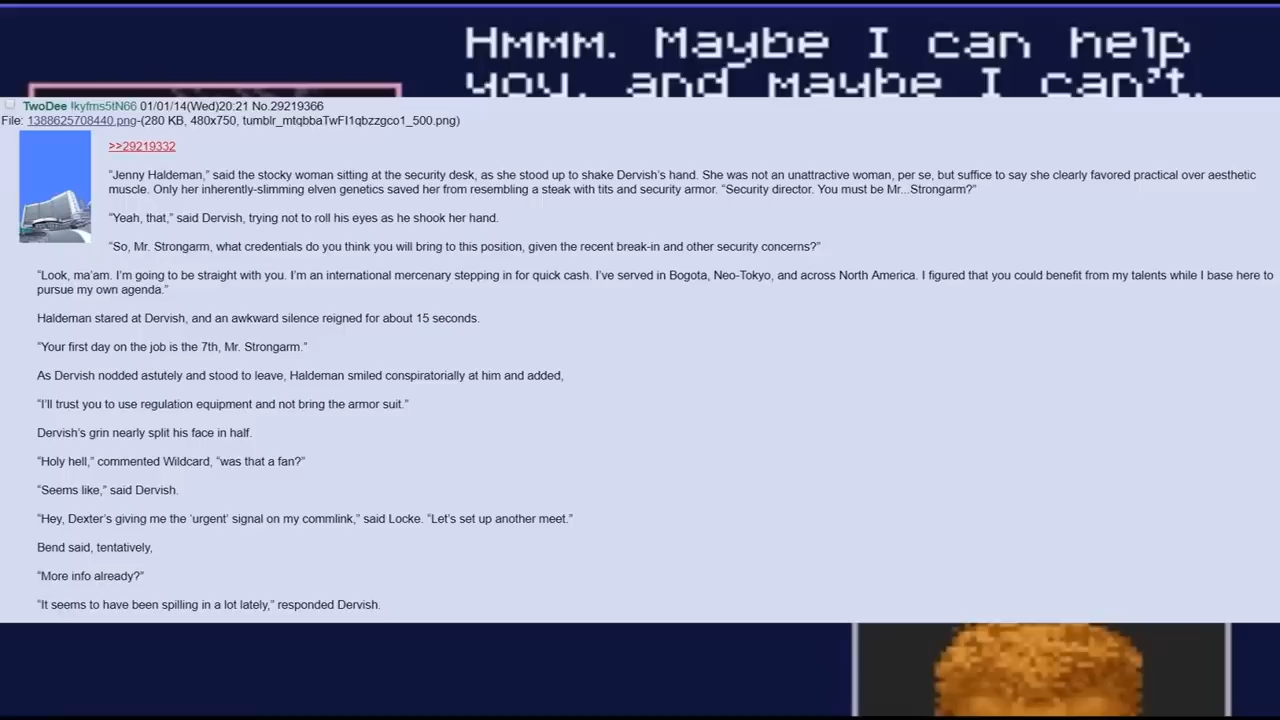 Hmmm. Maybe I can help
you, and maybe I can't.
TwoDee !kyfms5tN66 01/01/14(Wed)20:21 No.29219366
File: 1388625708440.png-(280 KB, 480x750, tumblr_mtqbbaTwFI1qbzzgco1_500.png)
>>29219332
“Jenny Haldeman,” said the stocky woman sitting at the security desk, as she stood up to shake Dervish’s hand. She was not an unattractive woman, per se, but suffice to say she clearly favored practical over aesthetic
muscle. Only her inherently-slimming elven genetics saved her from resembling a steak with tits and security armor. “Security director. You must be Mr...Strongarm?”
“Yeah, that,” said Dervish, trying not to roll his eyes as he shook her hand.
“So, Mr. Strongarm, what credentials do you think you will bring to this position, given the recent break-in and other security concerns?”
“Look, ma’am. I’m going to be straight with you. I’m an international mercenary stepping in for quick cash. I’ve served in Bogota, Neo-Tokyo, and across North America. I figured that you could benefit from my talents while I base here to
pursue my own agenda.”
Haldeman stared at Dervish, and an awkward silence reigned for about 15 seconds.
“Your first day on the job is the 7th, Mr. Strongarm.”
As Dervish nodded astutely and stood to leave, Haldeman smiled conspiratorially at him and added,
“I’ll trust you to use regulation equipment and not bring the armor suit.”
Dervish’s grin nearly split his face in half.
“Holy hell,” commented Wildcard, “was that a fan?”
“Seems like,” said Dervish.
“Hey, Dexter’s giving me the ‘urgent’ signal on my commlink,” said Locke. “Let’s set up another meet.”
Bend said, tentatively,
“More info already?”
“It seems to have been spilling in a lot lately,” responded Dervish.